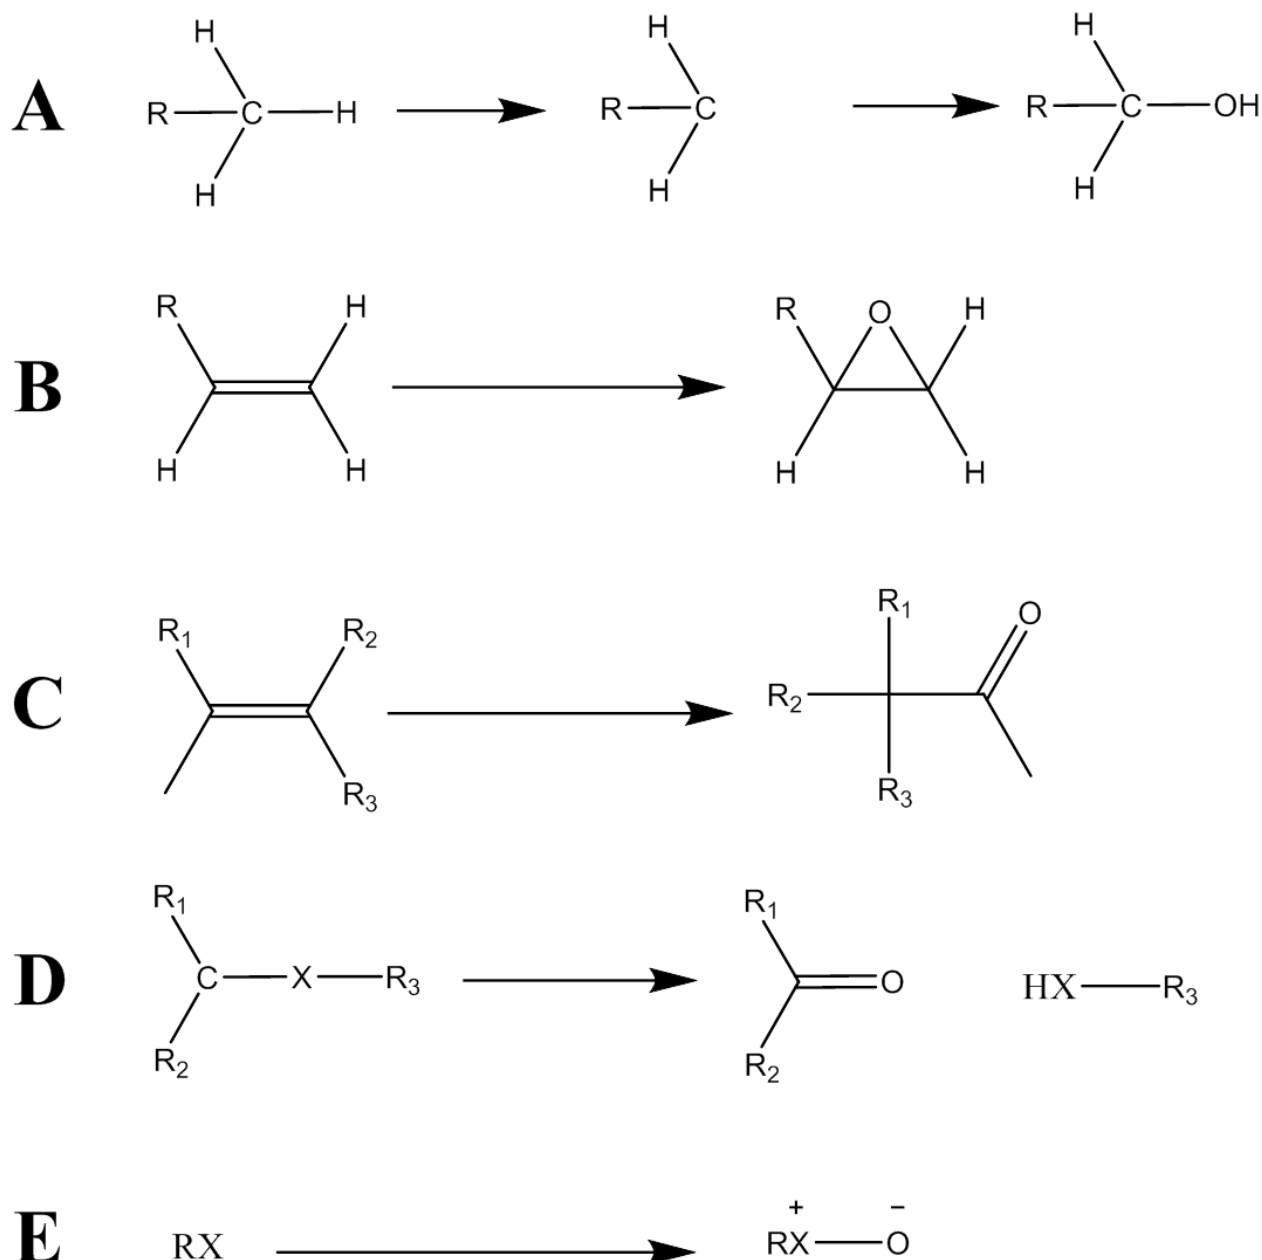 A
H
R C H
H
H
R C
H
H
R C OH
H
B
R H
H H
R O H
H H
C
R₁ R₂
R₃
R₁ O
R₂
R₃
D
R₁
C X R₃
R₂
R₁
O
R₂
HX R₃
E
RX
+ −
RX O